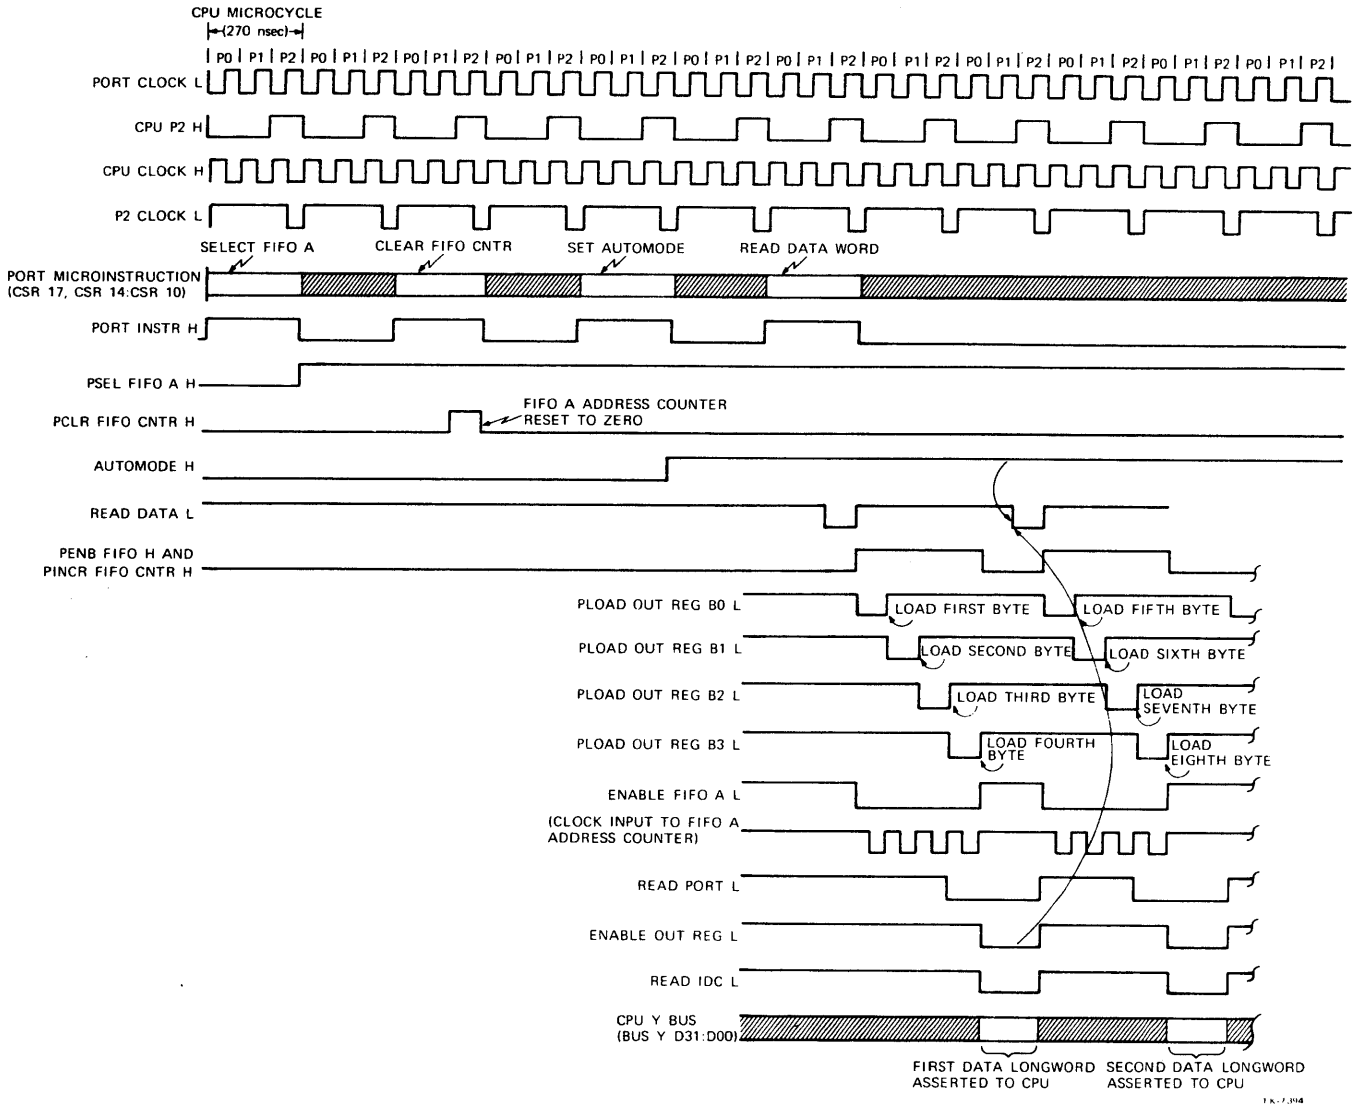 CPU MICROCYCLE
(270 nsec)
P0 P1 P2 P0 P1 P2 P0 P1 P2 P0 P1 P2 P0 P1 P2 P0 P1 P2 P0 P1 P2 P0 P1 P2 P0 P1 P2 P0 P1 P2 P0 P1 P2 P0 P1 P2
PORT CLOCK L
CPU P2 H
CPU CLOCK H
P2 CLOCK L
SELECT FIFO A
CLEAR FIFO CNTR
SET AUTOMODE
READ DATA WORD
PORT MICROINSTRUCTION
(CSR 17, CSR 14:CSR 10)
PORT INSTR H
PSEL FIFO A H
PCLR FIFO CNTR H
FIFO A ADDRESS COUNTER
RESET TO ZERO
AUTOMODE H
READ DATA L
PENB FIFO H AND
PINCR FIFO CNTR H
PLOAD OUT REG B0 L
LOAD FIRST BYTE
LOAD FIFTH BYTE
PLOAD OUT REG B1 L
LOAD SECOND BYTE
LOAD SIXTH BYTE
PLOAD OUT REG B2 L
LOAD THIRD BYTE
LOAD
SEVENTH BYTE
PLOAD OUT REG B3 L
LOAD FOURTH
BYTE
LOAD
EIGHTH BYTE
ENABLE FIFO A L
(CLOCK INPUT TO FIFO A
ADDRESS COUNTER)
READ PORT L
ENABLE OUT REG L
READ IDC L
CPU Y BUS
(BUS Y D31:D00)
FIRST DATA LONGWORD
ASSERTED TO CPU
SECOND DATA LONGWORD
ASSERTED TO CPU